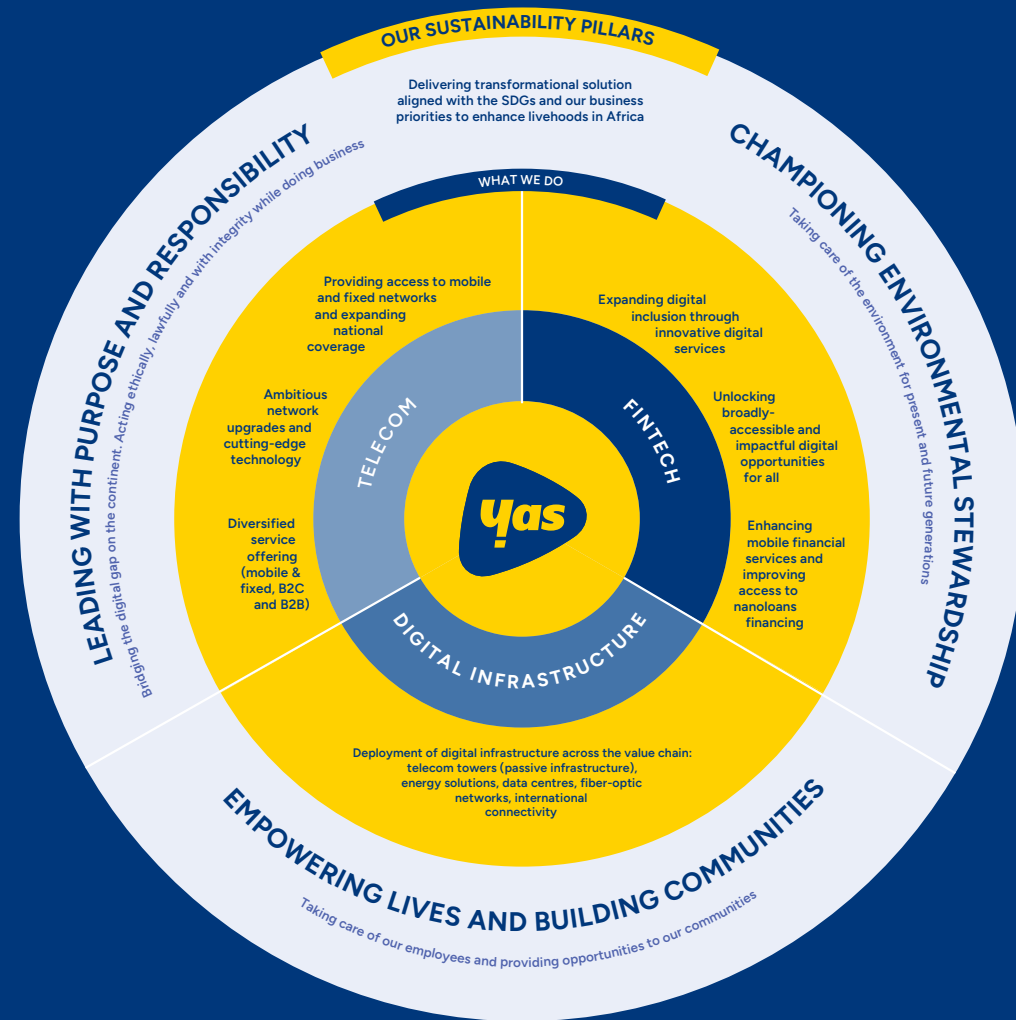 OUR SUSTAINABILITY PILLARS
Delivering transformational solution
aligned with the SDGs and our business
priorities to enhance livehoods in Africa
LEADING WITH PURPOSE AND RESPONSIBILITY
Bridging the digital gap on the continent. Acting ethically, lawfully and with integrity while doing business
CHAMPIONING ENVIRONMENTAL STEWARDSHIP
Taking care of the environment for present and future generations
WHAT WE DO
Providing access to mobile
and fixed networks
and expanding
national
coverage
Ambitious
network
upgrades and
cutting-edge
technology
Diversified
service
offering
(mobile &
fixed, B2C
and B2B)
TELECOM
Expanding digital
inclusion through
innovative digital
services
Unlocking
broadly-
accessible and
impactful digital
opportunities
for all
Enhancing
mobile financial
services and
improving
access to
nanoloans
financing
FINTECH
yas
DIGITAL INFRASTRUCTURE
Deployment of digital infrastructure across the value chain:
telecom towers (passive infrastructure),
energy solutions, data centres, fiber-optic
networks, international
connectivity
EMPOWERING LIVES AND BUILDING COMMUNITIES
Taking care of our employees and providing opportunities to our communities